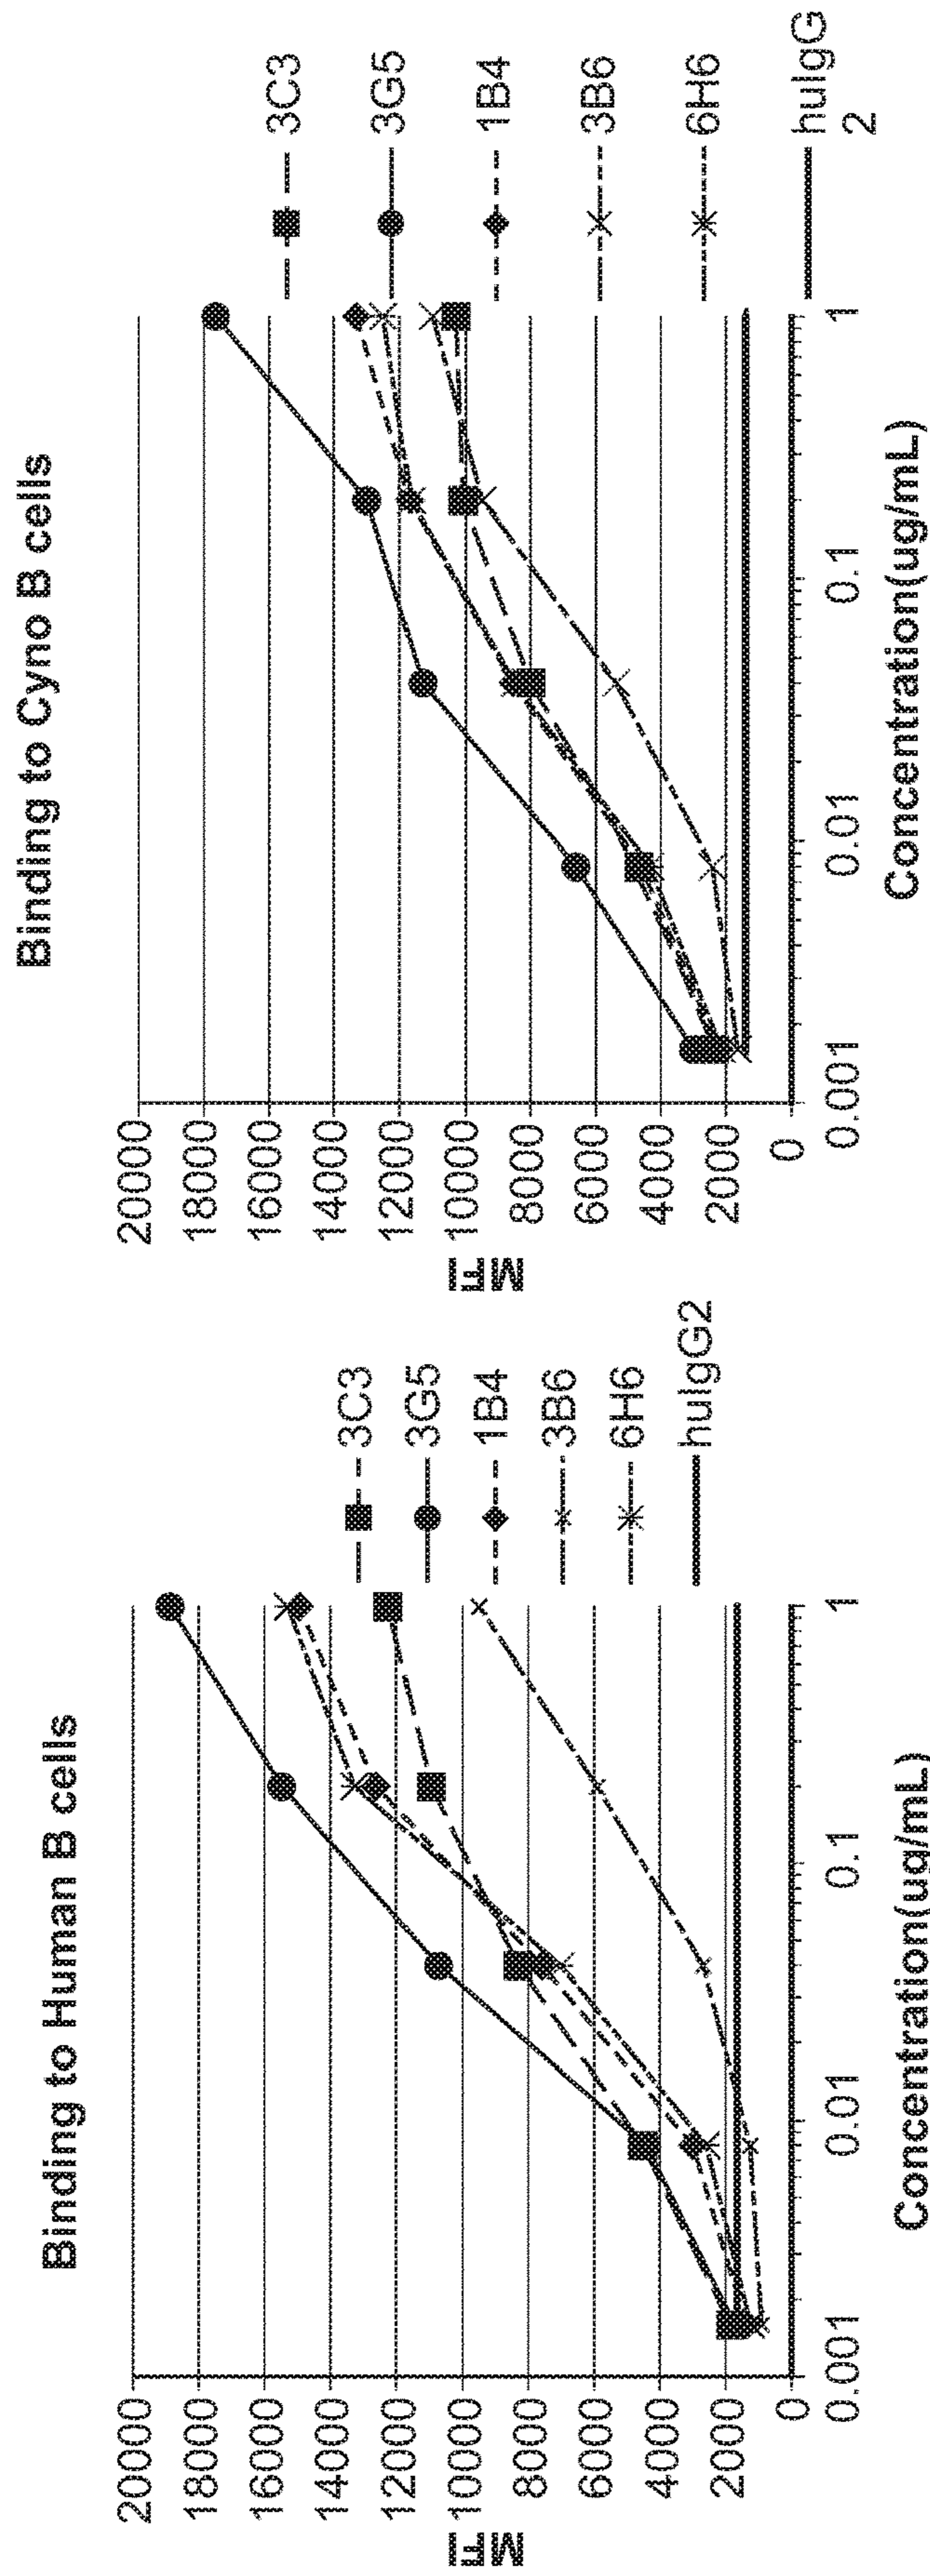 Binding to Human B cells
MFI
20000
18000
16000
14000
12000
10000
8000
6000
4000
2000
0
0.001
0.01
0.1
1
Concentration(ug/mL)
3C3
3G5
1B4
3B6
6H6
huIgG2
Binding to Cyno B cells
MFI
20000
18000
16000
14000
12000
10000
8000
6000
4000
2000
0
0.001
0.01
0.1
1
Concentration(ug/mL)
3C3
3G5
1B4
3B6
6H6
huIgG
2